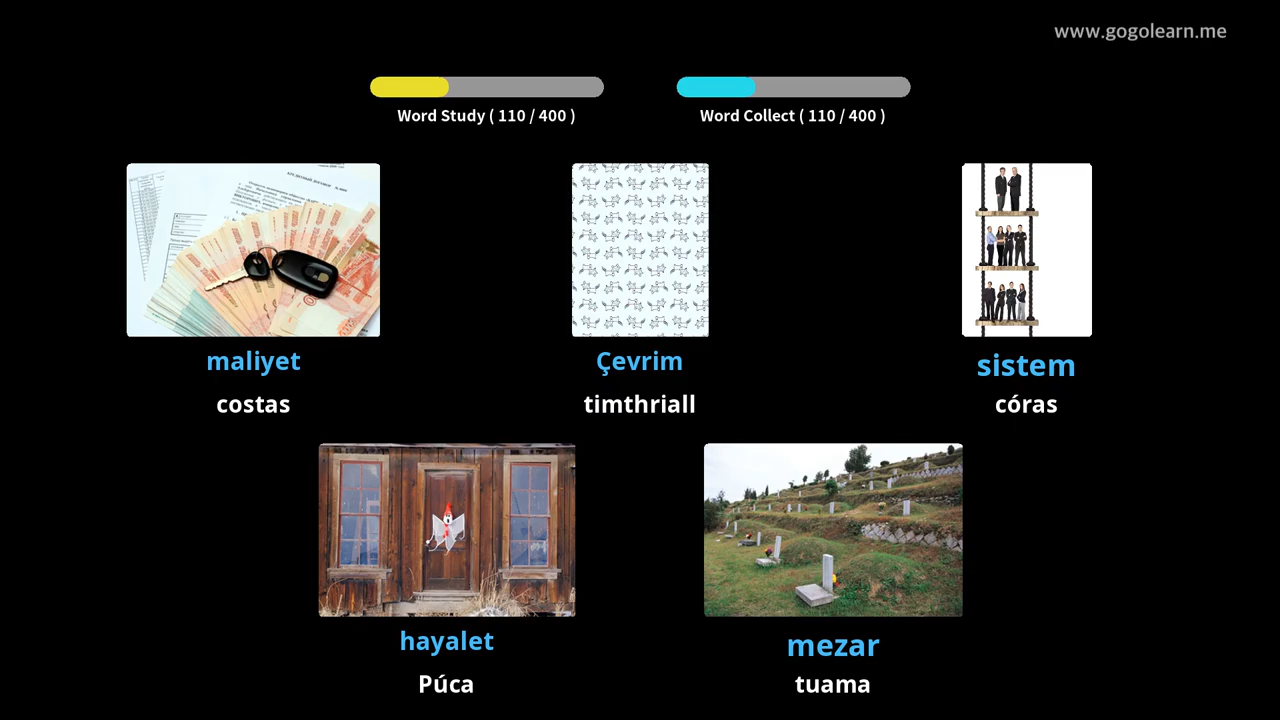 www.gogolearn.me
Word Study ( 110 / 400 )
Word Collect ( 110 / 400 )
maliyet
Çevrim
sistem
costas
timthriall
córas
hayalet
mezar
Púca
tuama